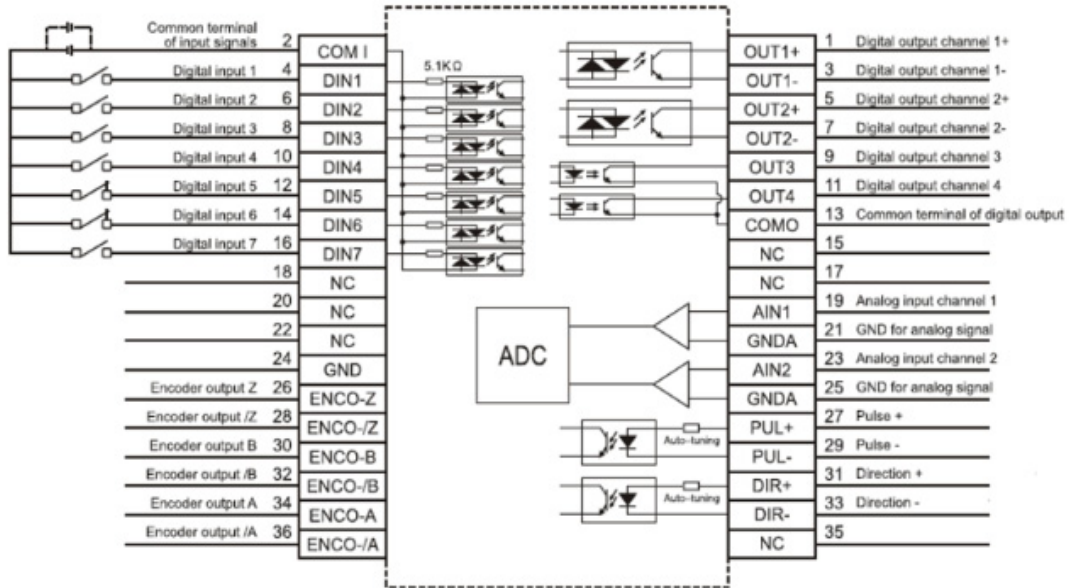 Common terminal
of input signals 2 COM I
Digital input 1 4 DIN1
Digital input 2 6 DIN2
Digital input 3 8 DIN3
Digital input 4 10 DIN4
Digital input 5 12 DIN5
Digital input 6 14 DIN6
Digital input 7 16 DIN7
18 NC
20 NC
22 NC
24 GND
Encoder output Z 26 ENCO-Z
Encoder output /Z 28 ENCO-/Z
Encoder output B 30 ENCO-B
Encoder output /B 32 ENCO-/B
Encoder output A 34 ENCO-A
Encoder output /A 36 ENCO-/A
5.1KΩ
ADC
Auto-tuning
Auto-tuning
OUT1+ 1 Digital output channel 1+
OUT1- 3 Digital output channel 1-
OUT2+ 5 Digital output channel 2+
OUT2- 7 Digital output channel 2-
OUT3 9 Digital output channel 3
OUT4 11 Digital output channel 4
COMO 13 Common terminal of digital output
NC 15
NC 17
AIN1 19 Analog input channel 1
GNDA 21 GND for analog signal
AIN2 23 Analog input channel 2
GNDA 25 GND for analog signal
PUL+ 27 Pulse +
PUL- 29 Pulse -
DIR+ 31 Direction +
DIR- 33 Direction -
NC 35